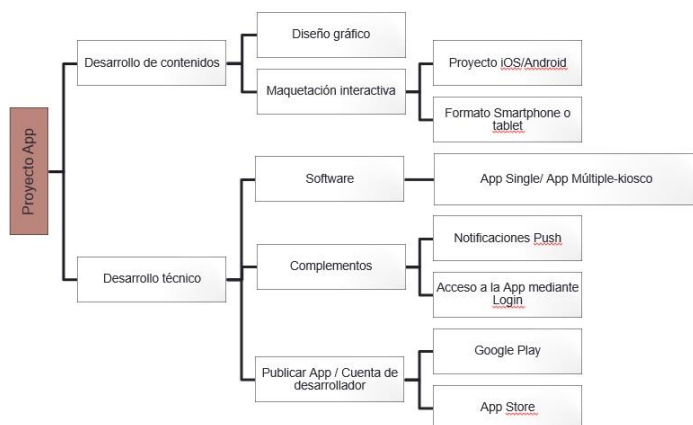 Proyecto App
Desarrollo de contenidos
Diseño gráfico
Maquetación interactiva
Proyecto iOS/Android
Formato Smartphone o
tablet
Desarrollo técnico
Software
App Single/ App Múltiple-kiosco
Complementos
Notificaciones Push
Acceso a la App mediante
Login
Publicar App / Cuenta de
desarrollador
Google Play
App Store